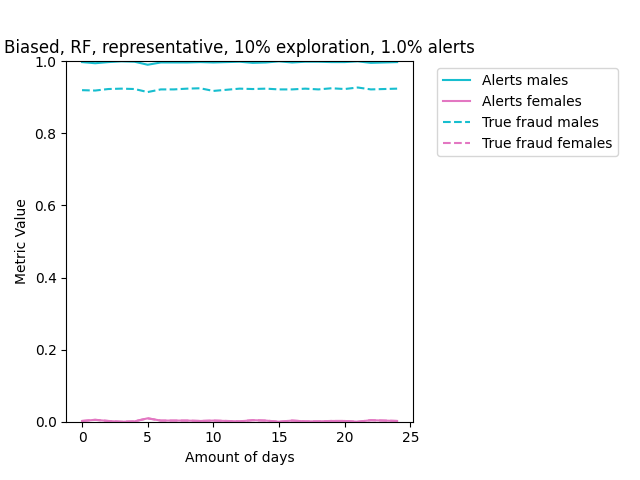 Biased, RF, representative, 10% exploration, 1.0% alerts
1.0
0.8
0.6
0.4
0.2
0.0
Metric Value
0
5
10
15
20
25
Amount of days
Alerts males
Alerts females
True fraud males
True fraud females